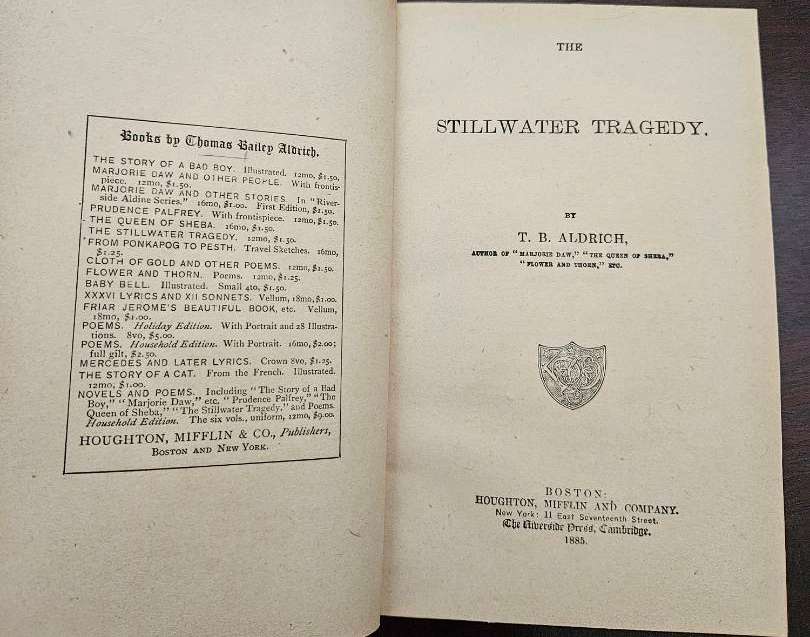 Books by Thomas Bailey Aldrich.
THE STORY OF A BAD BOY. Illustrated. 12mo, $1.50.
MARJORIE DAW AND OTHER PEOPLE. With frontis-
piece. 12mo, $1.50.
MARJORIE DAW AND OTHER STORIES. In "River-
side Aldine Series." 16mo, $1.00. First Edition, $1.50.
PRUDENCE PALFREY. With frontispiece. 12mo, $1.50.
THE QUEEN OF SHEBA. 16mo, $1.50.
THE STILLWATER TRAGEDY. 12mo, $1.50.
FROM PONKAPOG TO PESTH. Travel Sketches. 16mo,
$1.25.
CLOTH OF GOLD AND OTHER POEMS. 12mo, $1.50.
FLOWER AND THORN. Poems. 12mo, $1.25.
BABY BELL. Illustrated. Small 4to, $1.50.
XXXVI LYRICS AND XII SONNETS. Vellum, 18mo, $1.00.
FRIAR JEROME'S BEAUTIFUL BOOK, etc. Vellum,
18mo, $1.00.
POEMS. Holiday Edition. With Portrait and 28 Illustra-
tions. 8vo, $5.00.
POEMS. Household Edition. With Portrait. 16mo, $2.00;
full gilt, $2.50.
MERCEDES AND LATER LYRICS. Crown 8vo, $1.25.
THE STORY OF A CAT. From the French. Illustrated.
12mo, $1.00.
NOVELS AND POEMS. Including "The Story of a Bad
Boy," "Marjorie Daw," etc. "Prudence Palfrey," "The
Queen of Sheba," "The Stillwater Tragedy," and Poems.
Household Edition. The six vols., uniform, 12mo, $9.00.
HOUGHTON, MIFFLIN & CO., Publishers,
BOSTON AND NEW YORK.
THE
STILLWATER TRAGEDY.
BY
T. B. ALDRICH,
AUTHOR OF "MARJORIE DAW," "THE QUEEN OF SHEBA,"
"FLOWER AND THORN," ETC.
BOSTON:
HOUGHTON, MIFFLIN AND COMPANY.
New York: 11 East Seventeenth Street.
The Riverside Press, Cambridge.
1885.